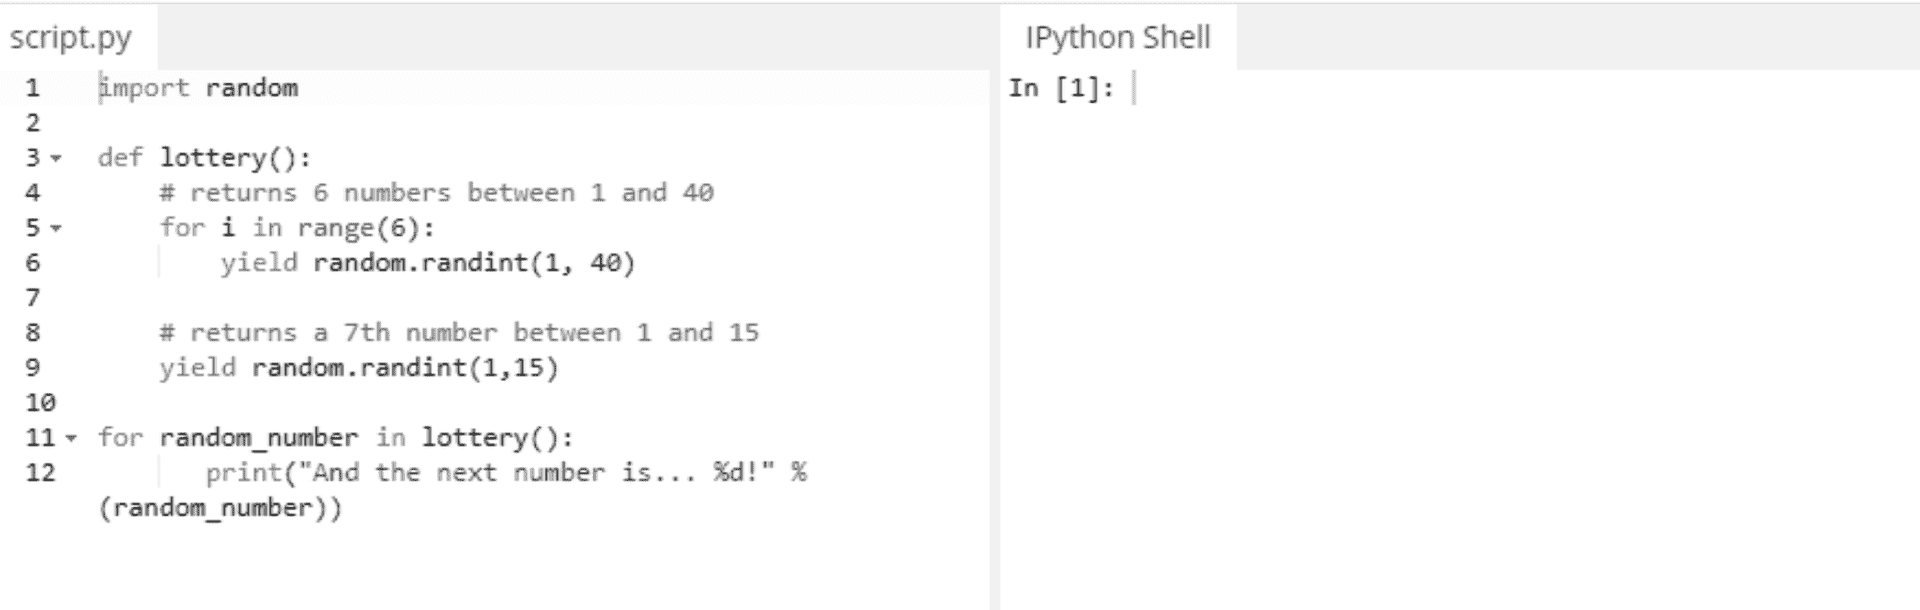 script.py
1 import random
2
3 def lottery():
4     # returns 6 numbers between 1 and 40
5     for i in range(6):
6         yield random.randint(1, 40)
7
8     # returns a 7th number between 1 and 15
9     yield random.randint(1,15)
10
11 for random_number in lottery():
12        print("And the next number is... %d!" %
(random_number))
IPython Shell
In [1]: